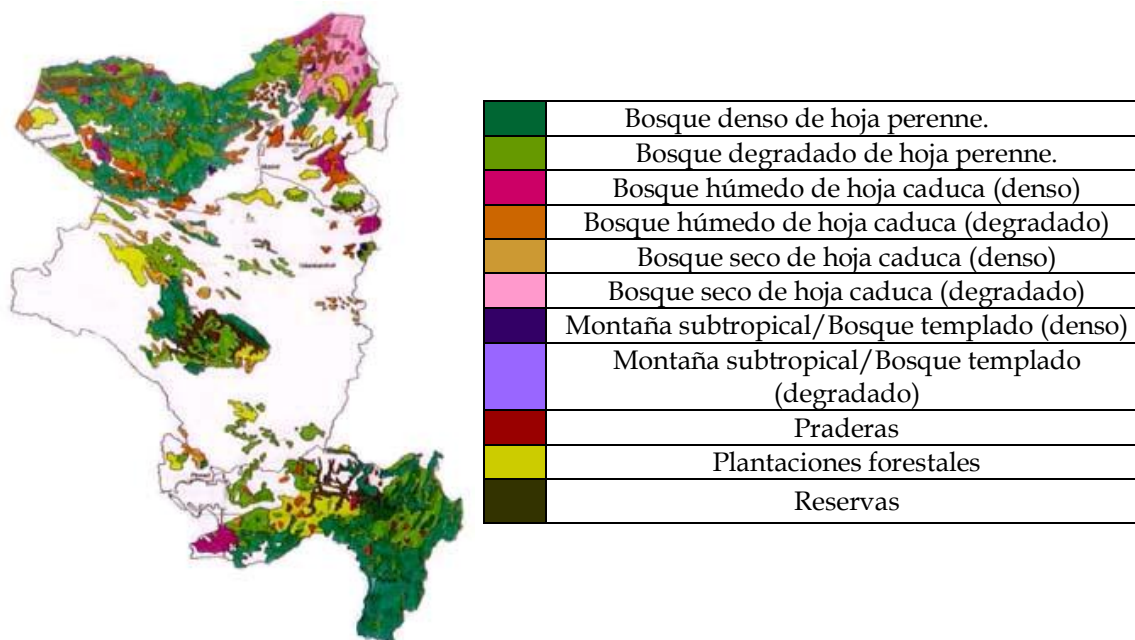 Bosque denso de hoja perenne.
Bosque degradado de hoja perenne.
Bosque húmedo de hoja caduca (denso)
Bosque húmedo de hoja caduca (degradado)
Bosque seco de hoja caduca (denso)
Bosque seco de hoja caduca (degradado)
Montaña subtropical/Bosque templado (denso)
Montaña subtropical/Bosque templado
(degradado)
Praderas
Plantaciones forestales
Reservas